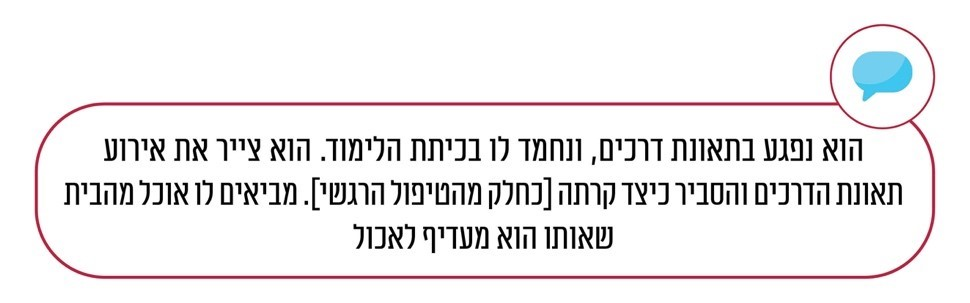 הוא נפגע בתאונת דרכים, ונחמד לו בכיתת הלימוד. הוא צייר את אירוע
תאונת הדרכים והסביר כיצד קרתה [כחלק מהטיפול הרגשי]. מביאים לו אוכל מהבית
שאותו הוא מעדיף לאכול